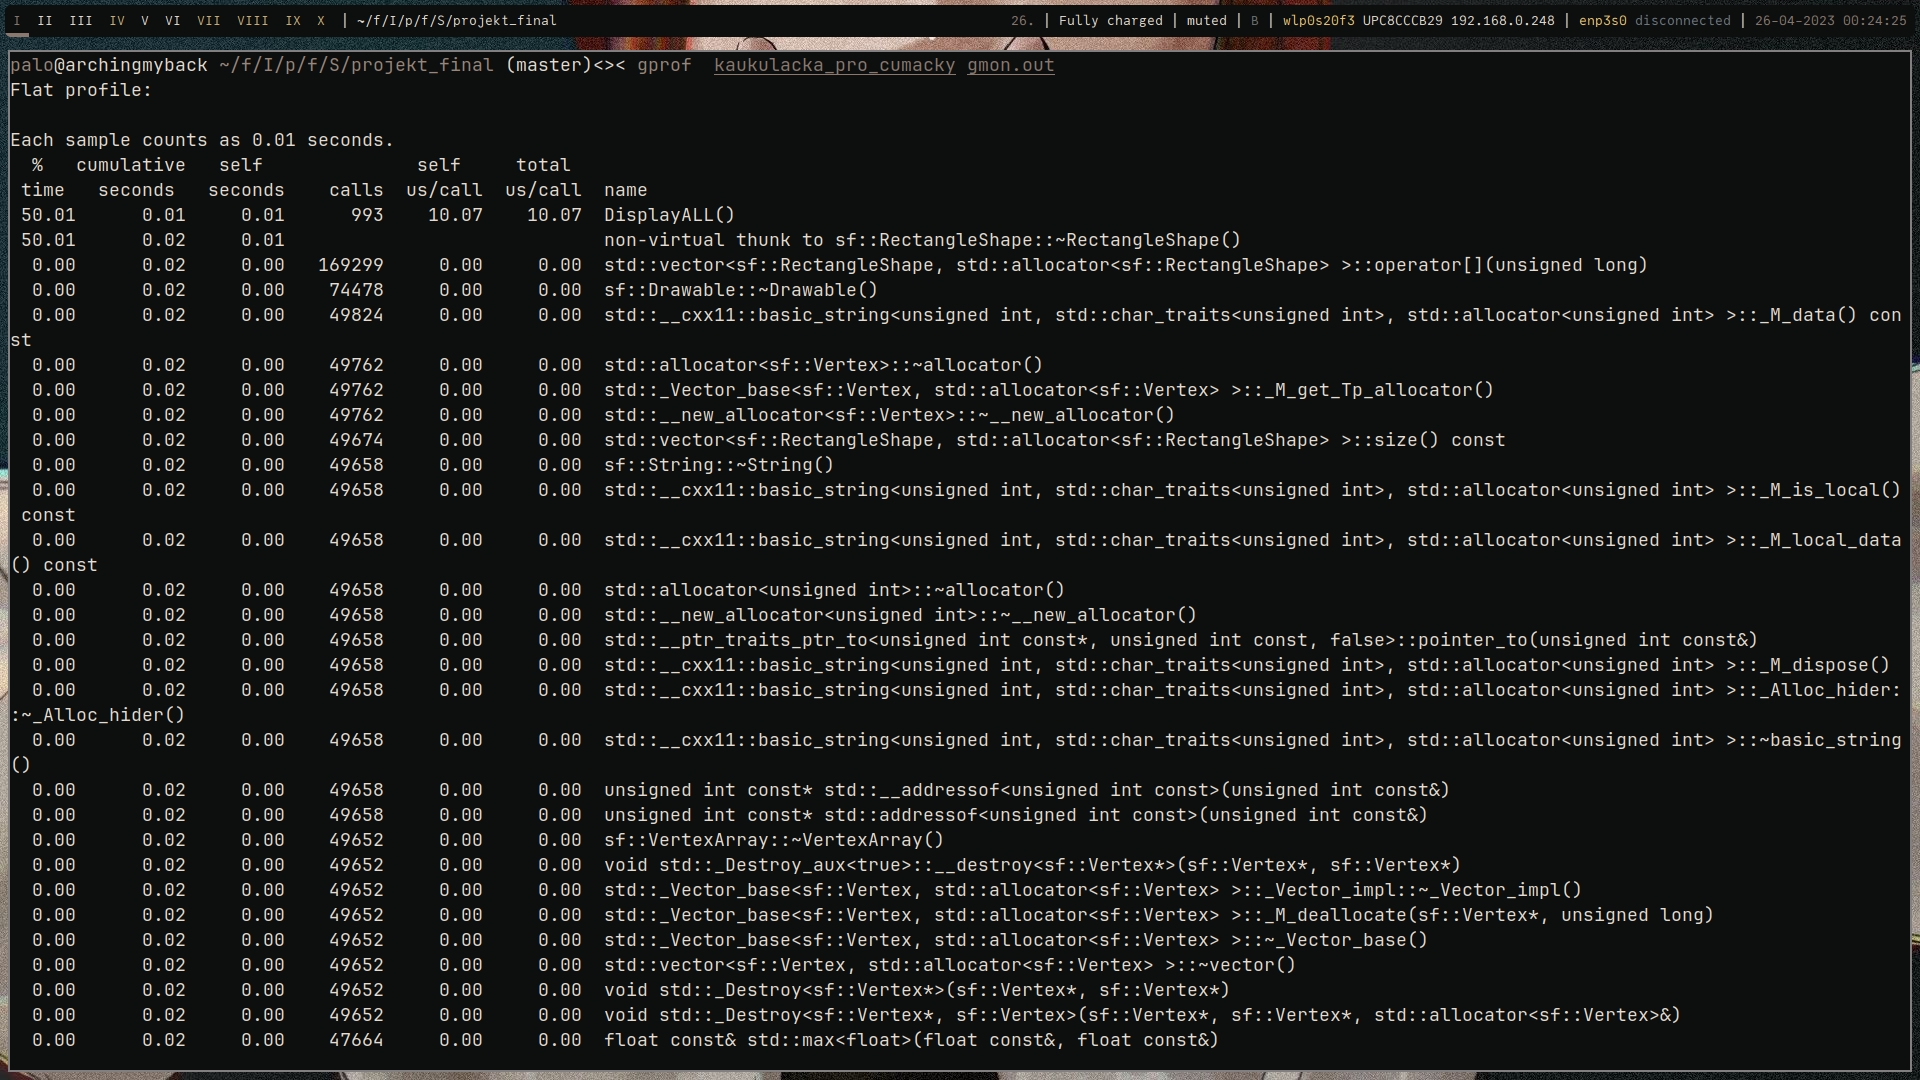 I II III IV V VI VII VIII IX X | ~/f/I/p/f/S/projekt_final 26. | Fully charged | muted | B | wlp0s20f3 UPC8CCCB29 192.168.0.248 | enp3s0 disconnected | 26-04-2023 00:24:25
palo@archingmyback ~/f/I/p/f/S/projekt_final (master)<>< gprof  kaukulacka_pro_cumacky gmon.out
Flat profile:

Each sample counts as 0.01 seconds.
  %   cumulative   self              self     total
 time   seconds   seconds    calls  us/call  us/call  name
 50.01      0.01     0.01      993    10.07    10.07  DisplayALL()
 50.01      0.02     0.01                             non-virtual thunk to sf::RectangleShape::~RectangleShape()
  0.00      0.02     0.00   169299     0.00     0.00  std::vector<sf::RectangleShape, std::allocator<sf::RectangleShape> >::operator[](unsigned long)
  0.00      0.02     0.00    74478     0.00     0.00  sf::Drawable::~Drawable()
  0.00      0.02     0.00    49824     0.00     0.00  std::__cxx11::basic_string<unsigned int, std::char_traits<unsigned int>, std::allocator<unsigned int> >::_M_data() con
st
  0.00      0.02     0.00    49762     0.00     0.00  std::allocator<sf::Vertex>::~allocator()
  0.00      0.02     0.00    49762     0.00     0.00  std::_Vector_base<sf::Vertex, std::allocator<sf::Vertex> >::_M_get_Tp_allocator()
  0.00      0.02     0.00    49762     0.00     0.00  std::__new_allocator<sf::Vertex>::~__new_allocator()
  0.00      0.02     0.00    49674     0.00     0.00  std::vector<sf::RectangleShape, std::allocator<sf::RectangleShape> >::size() const
  0.00      0.02     0.00    49658     0.00     0.00  sf::String::~String()
  0.00      0.02     0.00    49658     0.00     0.00  std::__cxx11::basic_string<unsigned int, std::char_traits<unsigned int>, std::allocator<unsigned int> >::_M_is_local()
 const
  0.00      0.02     0.00    49658     0.00     0.00  std::__cxx11::basic_string<unsigned int, std::char_traits<unsigned int>, std::allocator<unsigned int> >::_M_local_data
() const
  0.00      0.02     0.00    49658     0.00     0.00  std::allocator<unsigned int>::~allocator()
  0.00      0.02     0.00    49658     0.00     0.00  std::__new_allocator<unsigned int>::~__new_allocator()
  0.00      0.02     0.00    49658     0.00     0.00  std::__ptr_traits_ptr_to<unsigned int const*, unsigned int const, false>::pointer_to(unsigned int const&)
  0.00      0.02     0.00    49658     0.00     0.00  std::__cxx11::basic_string<unsigned int, std::char_traits<unsigned int>, std::allocator<unsigned int> >::_M_dispose()
  0.00      0.02     0.00    49658     0.00     0.00  std::__cxx11::basic_string<unsigned int, std::char_traits<unsigned int>, std::allocator<unsigned int> >::_Alloc_hider:
:~_Alloc_hider()
  0.00      0.02     0.00    49658     0.00     0.00  std::__cxx11::basic_string<unsigned int, std::char_traits<unsigned int>, std::allocator<unsigned int> >::~basic_string
()
  0.00      0.02     0.00    49658     0.00     0.00  unsigned int const* std::__addressof<unsigned int const>(unsigned int const&)
  0.00      0.02     0.00    49658     0.00     0.00  unsigned int const* std::addressof<unsigned int const>(unsigned int const&)
  0.00      0.02     0.00    49652     0.00     0.00  sf::VertexArray::~VertexArray()
  0.00      0.02     0.00    49652     0.00     0.00  void std::_Destroy_aux<true>::__destroy<sf::Vertex*>(sf::Vertex*, sf::Vertex*)
  0.00      0.02     0.00    49652     0.00     0.00  std::_Vector_base<sf::Vertex, std::allocator<sf::Vertex> >::_Vector_impl::~_Vector_impl()
  0.00      0.02     0.00    49652     0.00     0.00  std::_Vector_base<sf::Vertex, std::allocator<sf::Vertex> >::_M_deallocate(sf::Vertex*, unsigned long)
  0.00      0.02     0.00    49652     0.00     0.00  std::_Vector_base<sf::Vertex, std::allocator<sf::Vertex> >::~_Vector_base()
  0.00      0.02     0.00    49652     0.00     0.00  std::vector<sf::Vertex, std::allocator<sf::Vertex> >::~vector()
  0.00      0.02     0.00    49652     0.00     0.00  void std::_Destroy<sf::Vertex*>(sf::Vertex*, sf::Vertex*)
  0.00      0.02     0.00    49652     0.00     0.00  void std::_Destroy<sf::Vertex*, sf::Vertex>(sf::Vertex*, sf::Vertex*, std::allocator<sf::Vertex>&)
  0.00      0.02     0.00    47664     0.00     0.00  float const& std::max<float>(float const&, float const&)